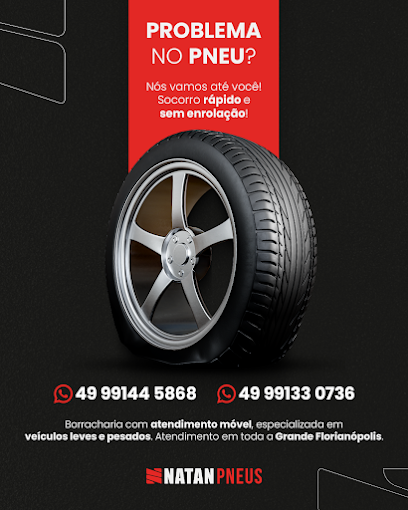 PROBLEMA
NO PNEU?
Nós vamos até você!
Socorro rápido e
sem enrolação!
49 99144 5868
49 99133 0736
Borracharia com atendimento móvel, especializada em
veículos leves e pesados. Atendimento em toda a Grande Florianópolis.
NATAN PNEUS